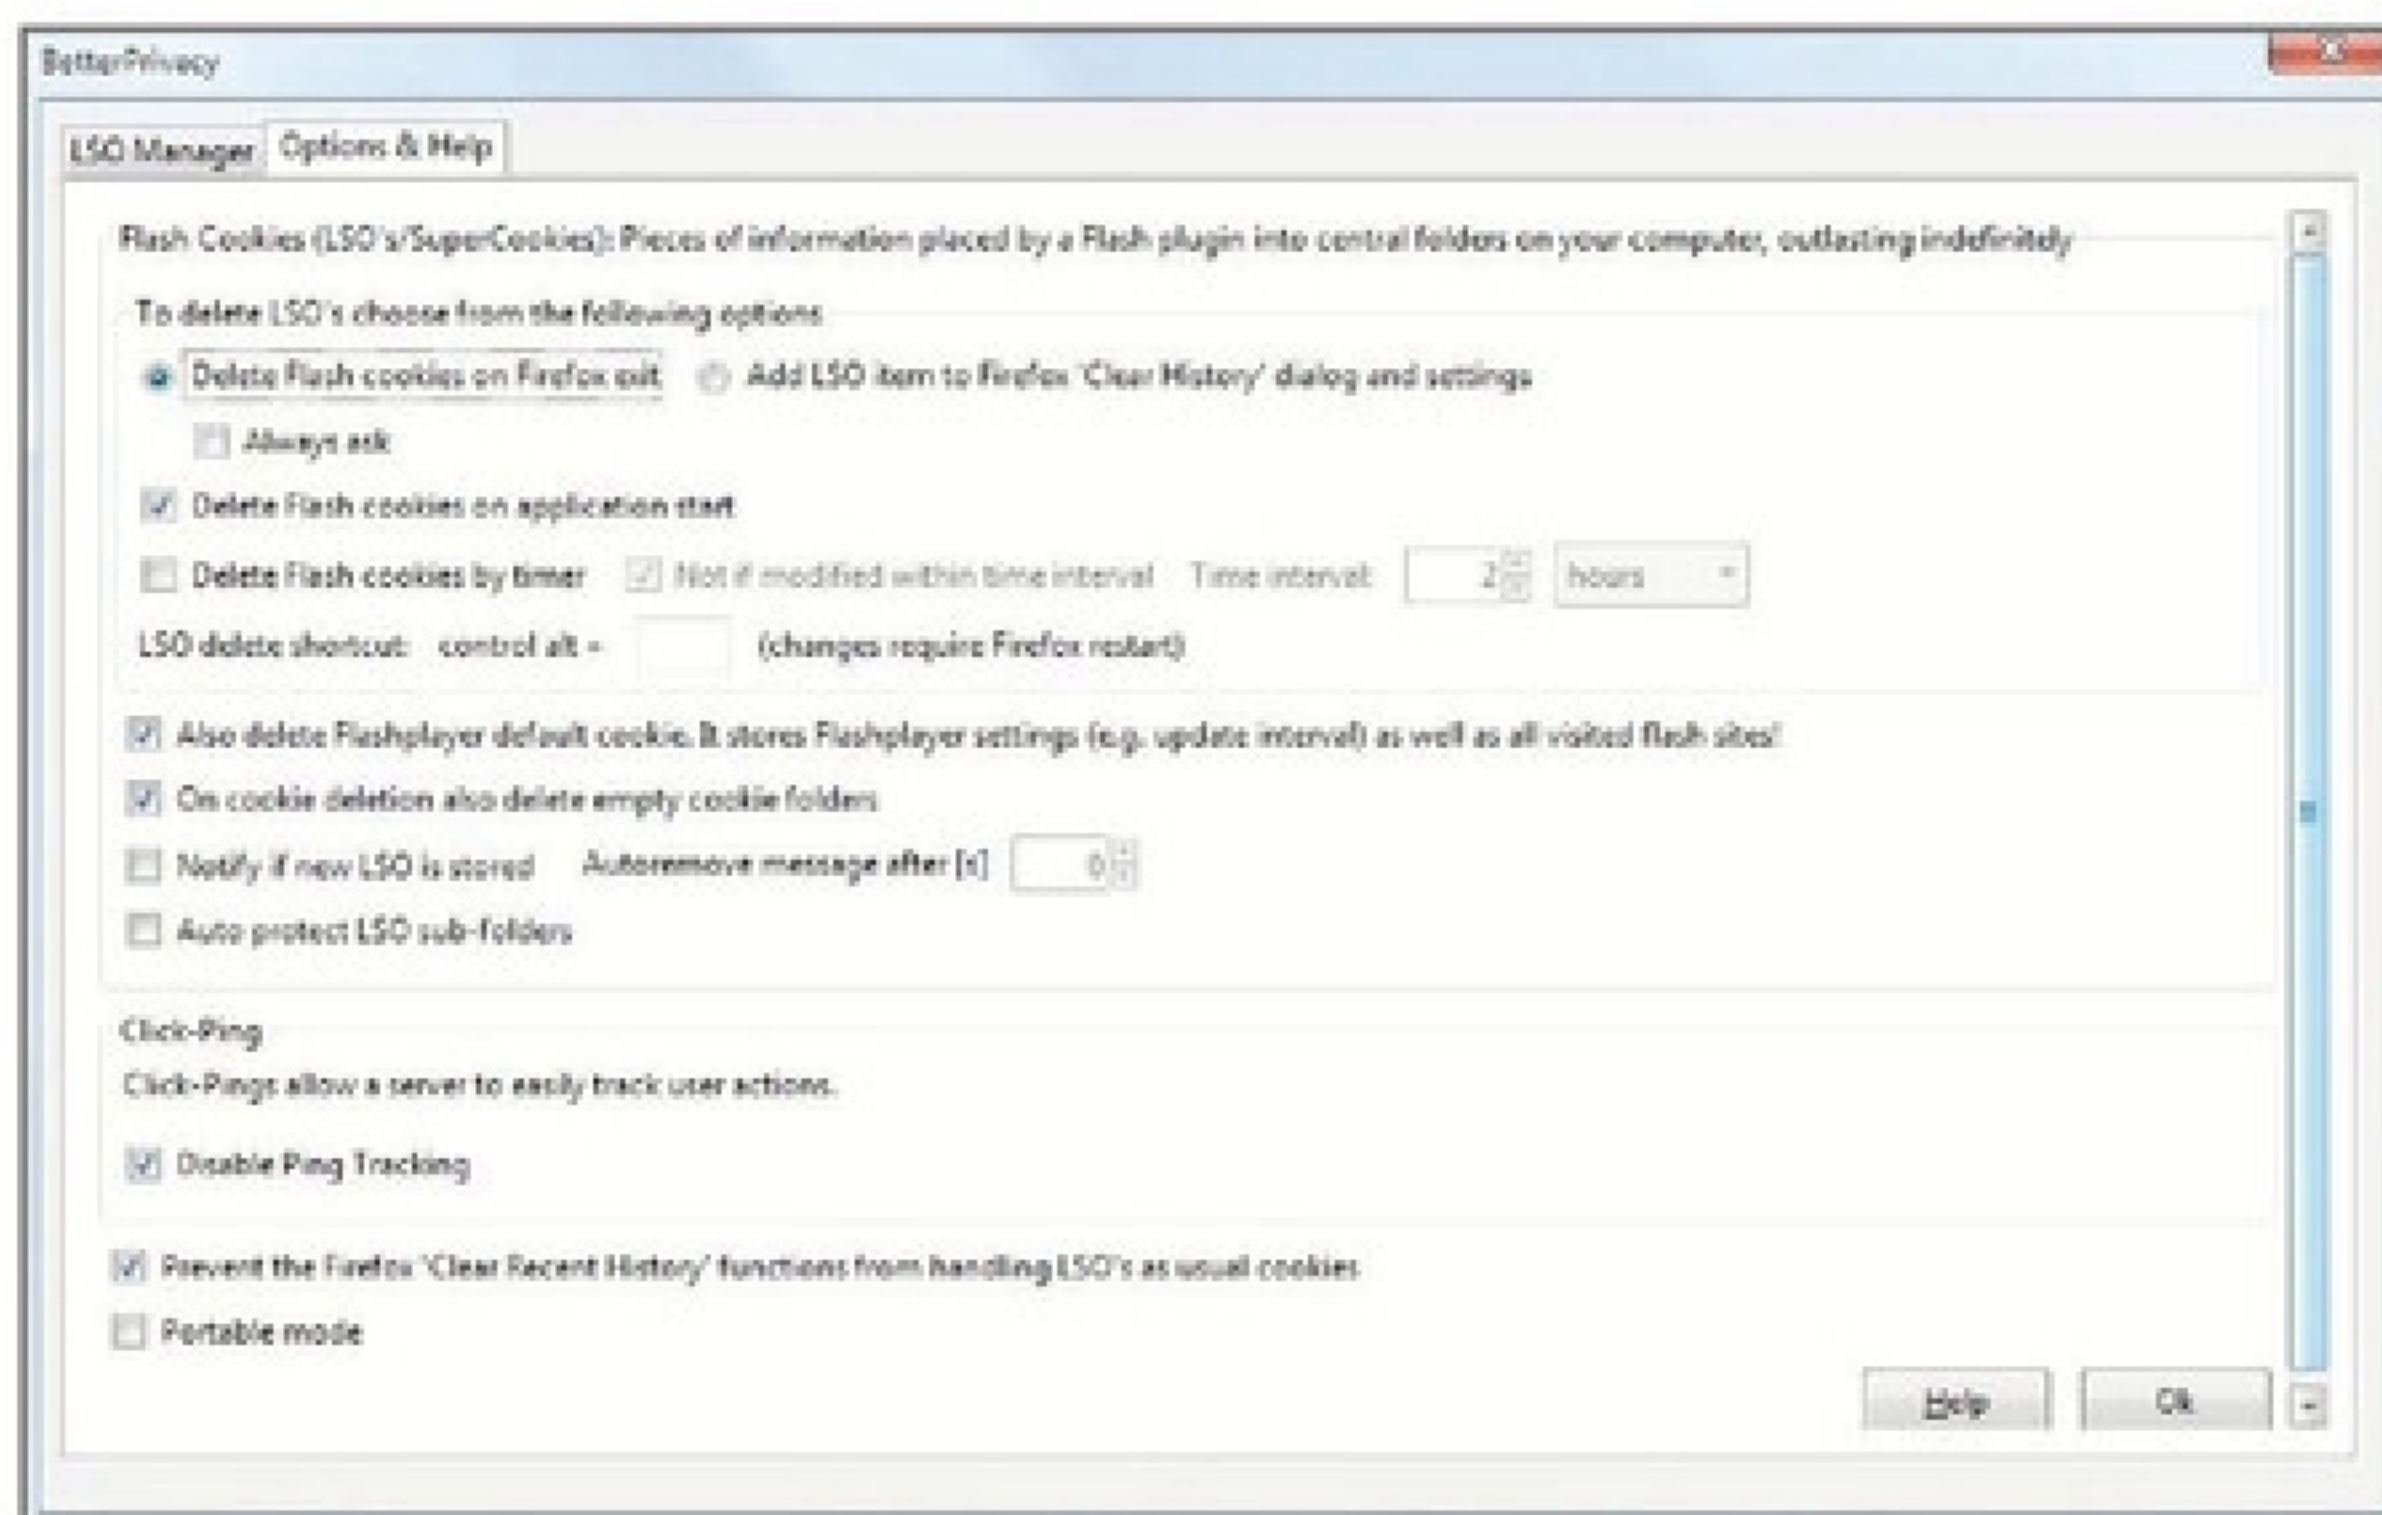 BetterPrivacy
LSO Manager Options & Help
Flash Cookies (LSO's/SuperCookies): Pieces of information placed by a Flash plugin into central folders on your computer, outlasting indefinitely
To delete LSO's choose from the following options
Delete Flash cookies on Firefox exit Add LSO item to Firefox 'Clear History' dialog and settings
Always ask
Delete Flash cookies on application start
Delete Flash cookies by timer Not if modified within time interval Time interval: 2 hours
LSO delete shortcut: control alt + (changes require Firefox restart)
Also delete Flashplayer default cookie. It stores Flashplayer settings (e.g. update interval) as well as all visited flash sites!
On cookie deletion also delete empty cookie folders
Notify if new LSO is stored Autoremove message after [s] 0
Auto protect LSO sub-folders
Click-Ping
Click-Pings allow a server to easily track user actions.
Disable Ping Tracking
Prevent the Firefox 'Clear Recent History' functions from handling LSO's as usual cookies
Portable mode
Help Ok